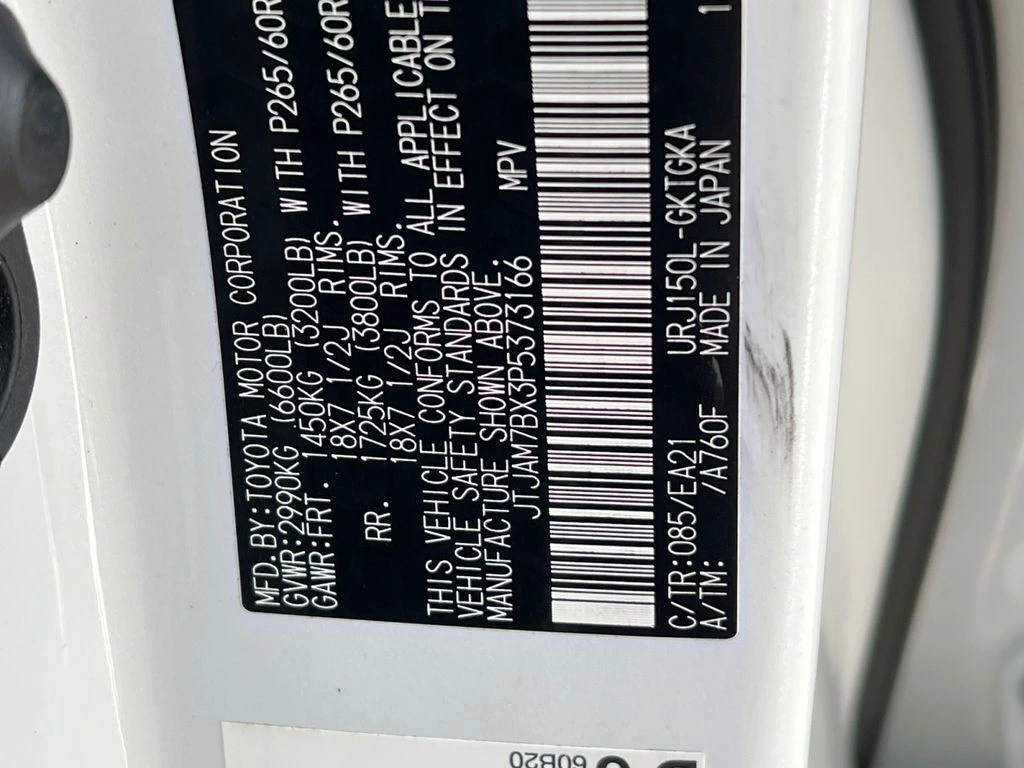 MFD.BY:TOYOTA MOTOR CORPORATION
GVWR:2990KG (6600LB)
GAWR:FRT. 1450KG (3200LB) WITH P265/60R
18X7 1/2J RIMS.
RR. 1725KG (3800LB) WITH P265/60R
18X7 1/2J RIMS.
THIS VEHICLE CONFORMS TO ALL APPLICABLE
VEHICLE SAFETY STANDARDS IN EFFECT ON
MANUFACTURE SHOWN ABOVE.
JTJAM7BX3P5373166 MPV
C/TR:085/EA21 URJ150L-GKTGKA
A/TM: /A760F MADE IN JAPAN
60B20